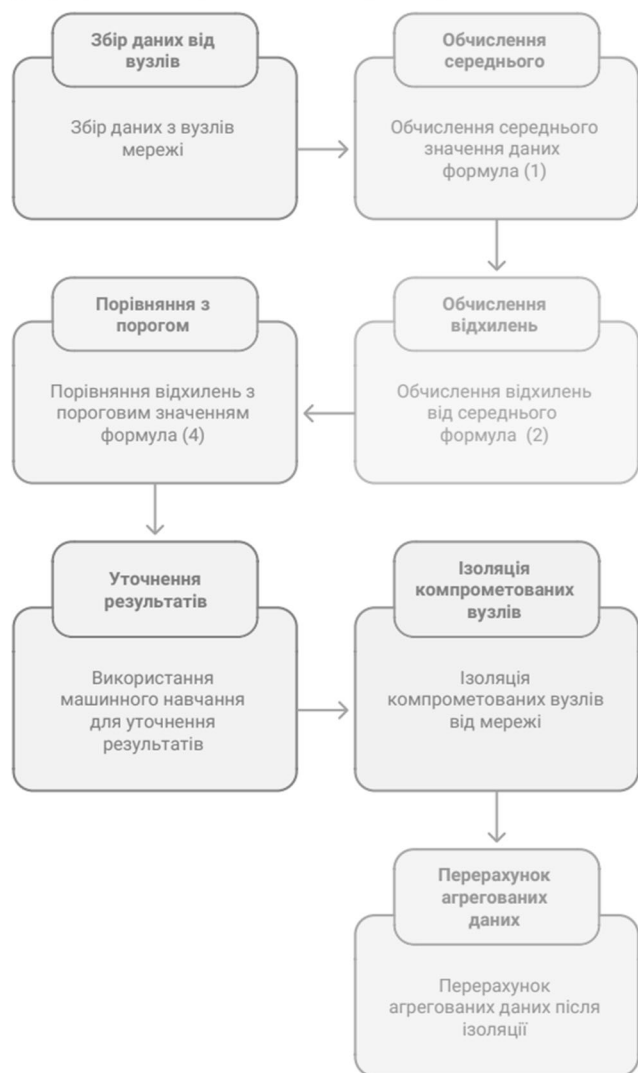 Збір даних від
вузлів
Збір даних з вузлів
мережі
Обчислення
середнього
Обчислення середнього
значення даних
формула (1)
Обчислення
відхилень
Обчислення відхилень
від середнього
формула (2)
Порівняння з
порогом
Порівняння відхилень з
пороговим значенням
формула (4)
Уточнення
результатів
Використання
машинного навчання
для уточнення
результатів
Ізоляція
компрометованих
вузлів
Ізоляція
компрометованих вузлів
від мережі
Перерахунок
агрегованих
даних
Перерахунок
агрегованих даних після
ізоляції